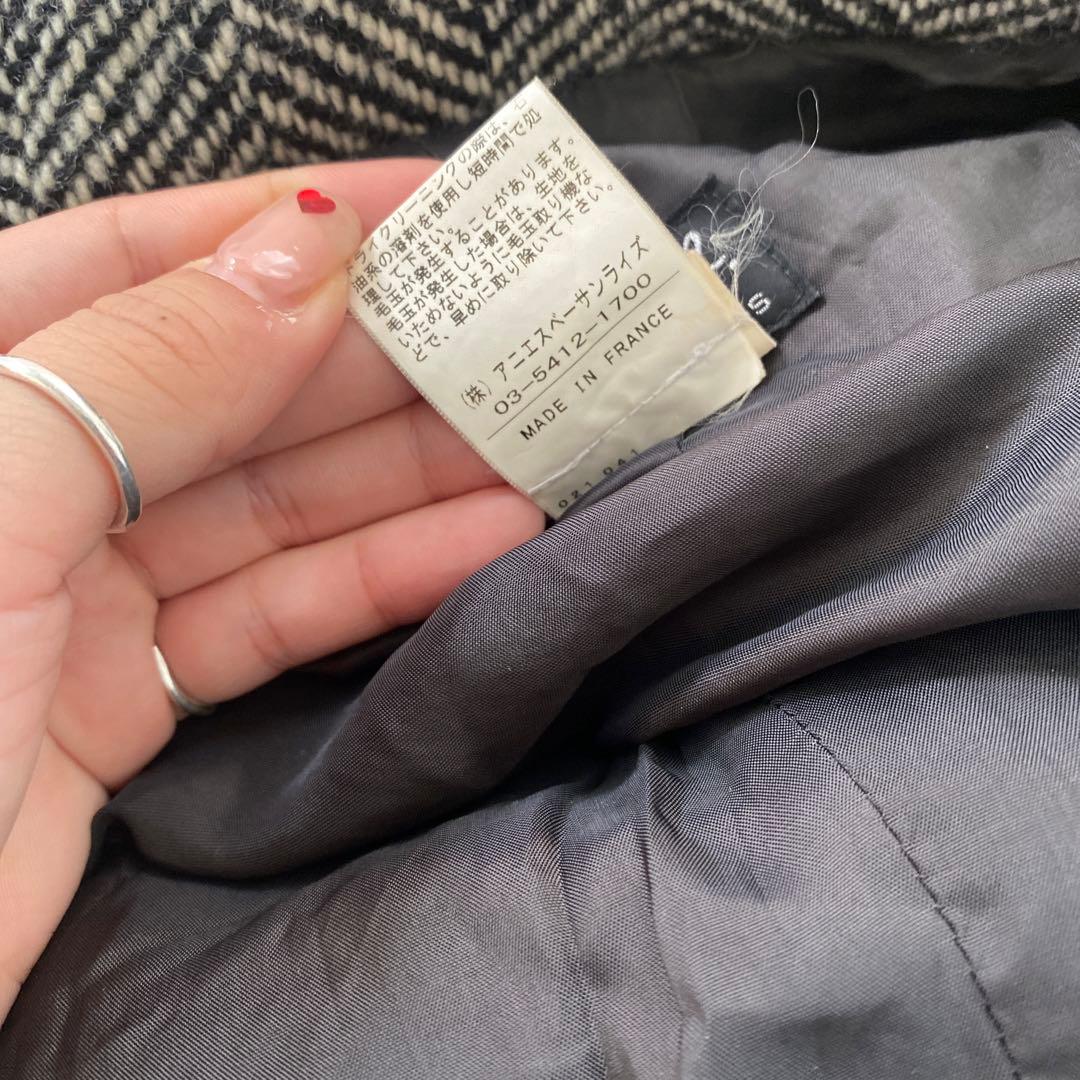 ドライクリーニングの際は、石
油系の溶剤を使用し短時間で処
理して下さい。
毛玉が発生することがあります。
毛玉が発生した場合は、生地を
いためないように毛玉取り機な
どで、早めに取り除いて下さい。
(株)アニエスベーサンライズ
03-5412-1700
MADE IN FRANCE
021 041